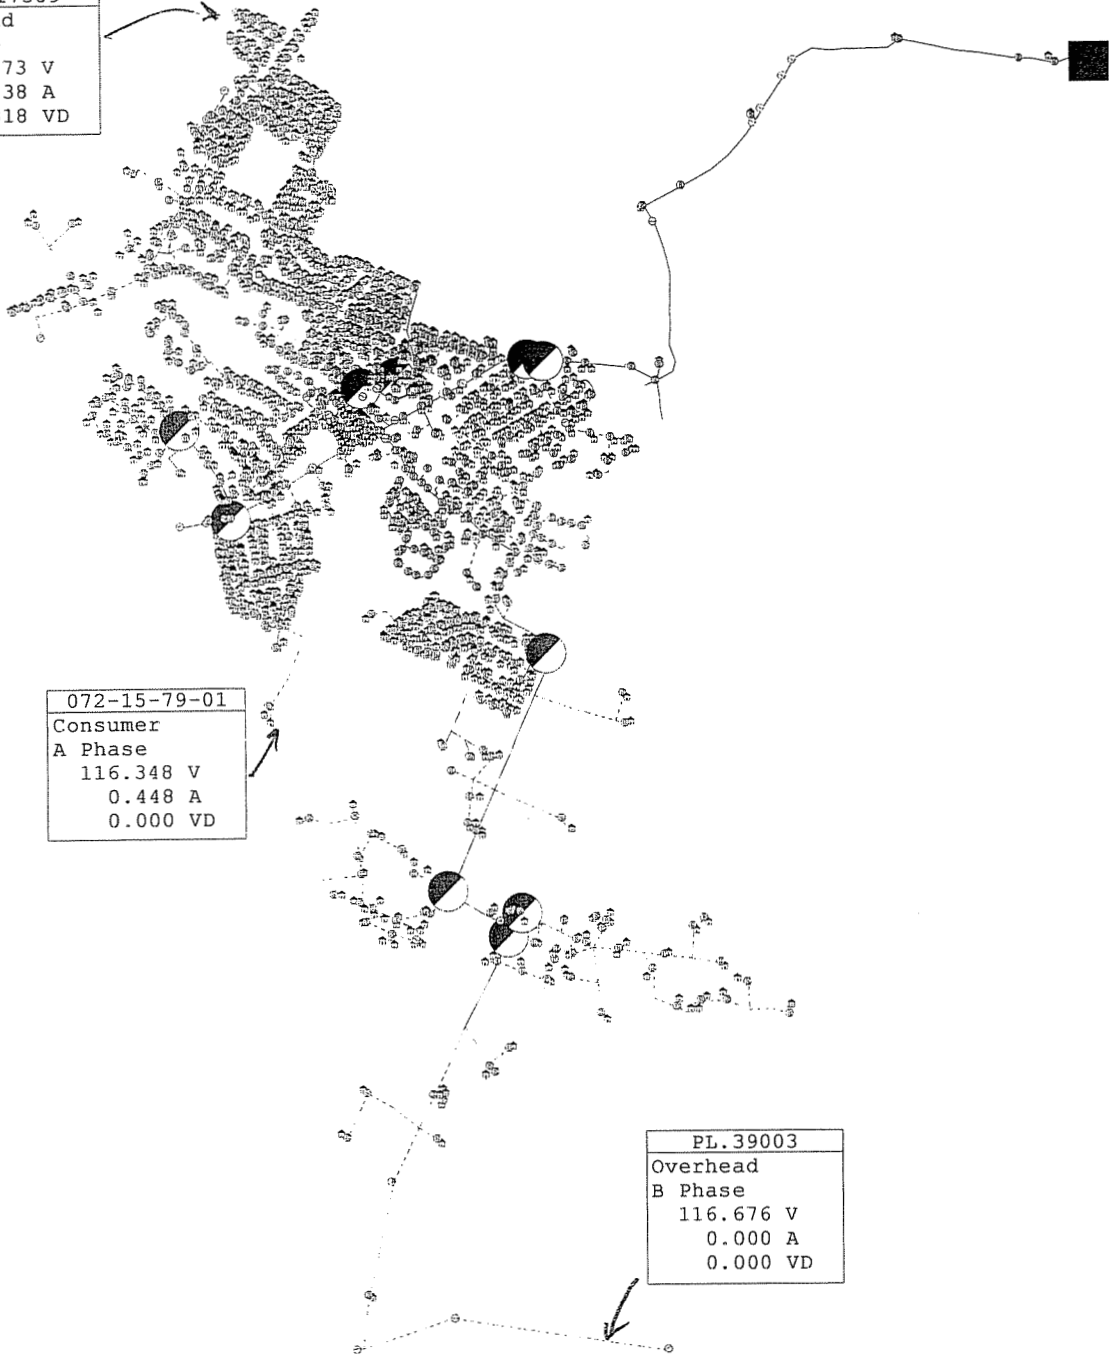 d
73 V
38 A
18 VD
072-15-79-01
Consumer
A Phase
116.348 V
0.448 A
0.000 VD
PL.39003
Overhead
B Phase
116.676 V
0.000 A
0.000 VD